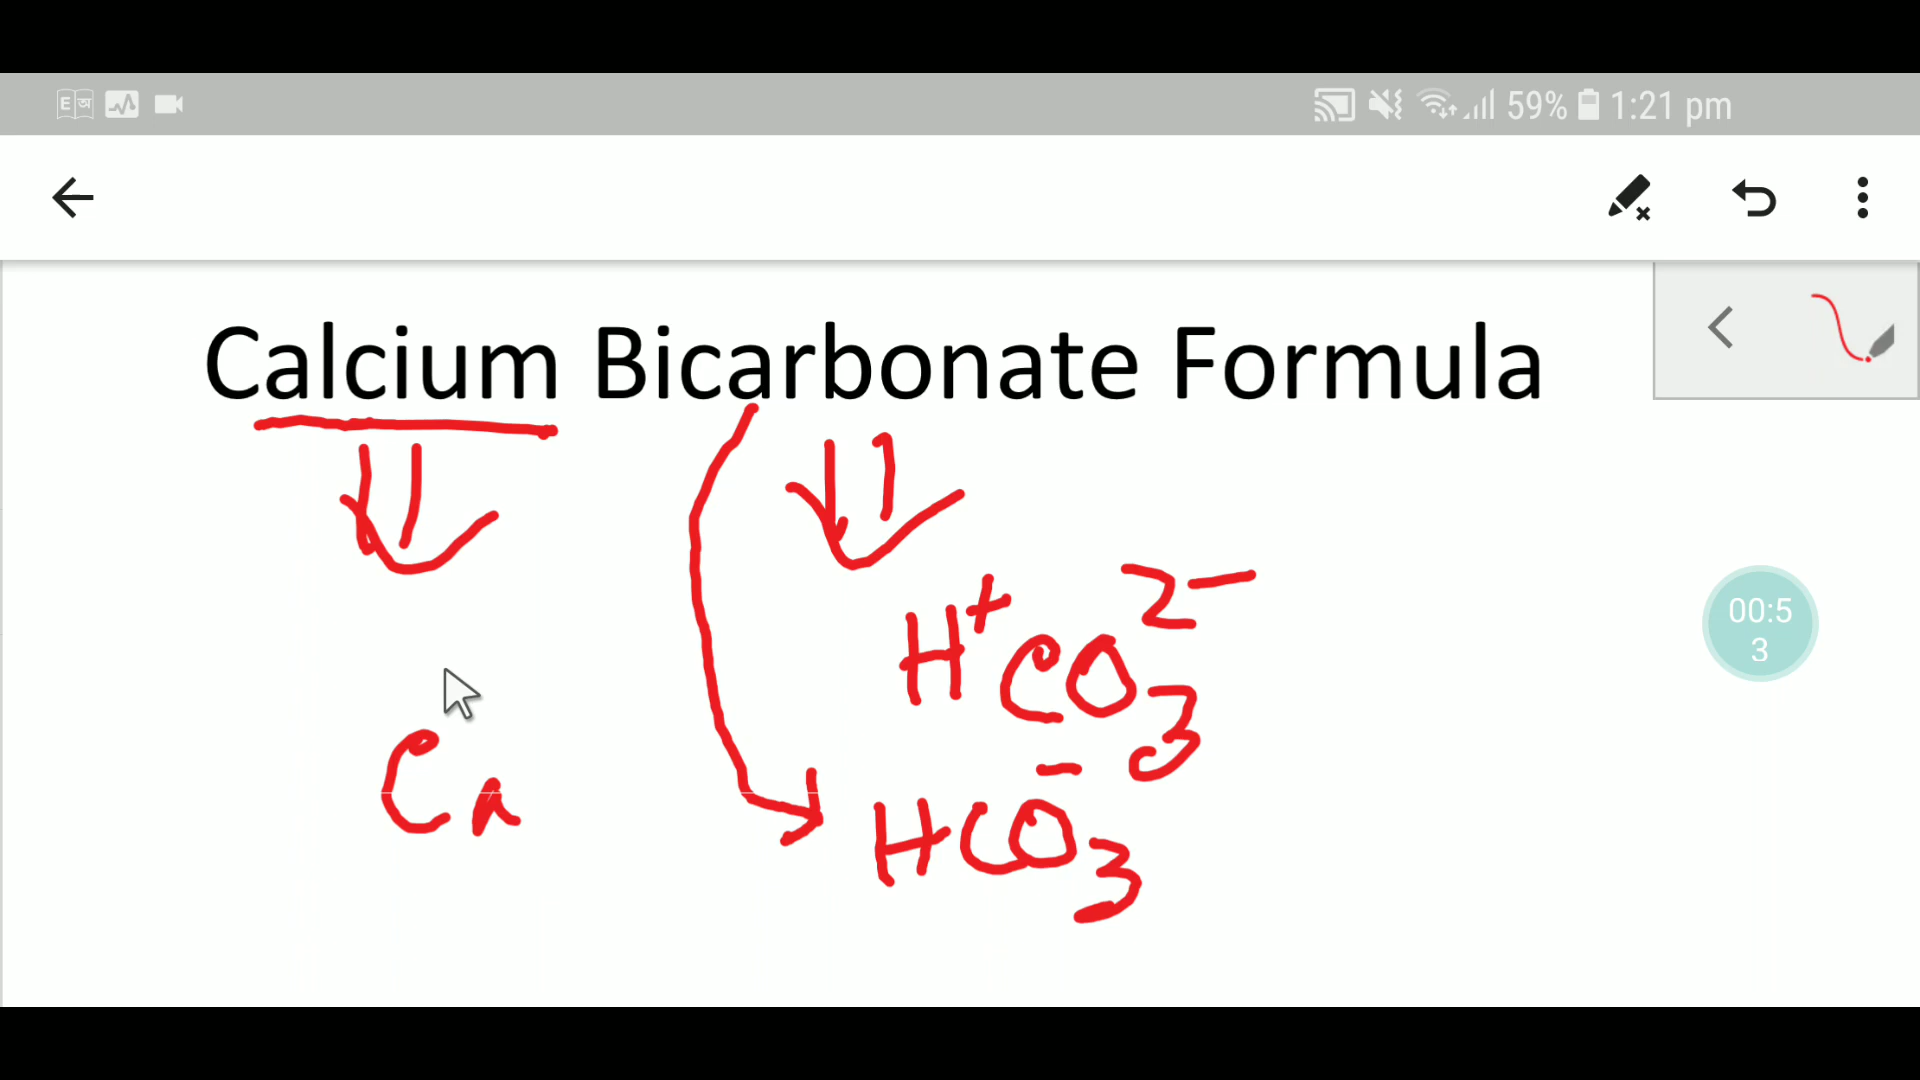 E অ 59% 1:21 pm
Calcium Bicarbonate Formula
H⁺CO₃²⁻
00:53
Ca HCO₃⁻